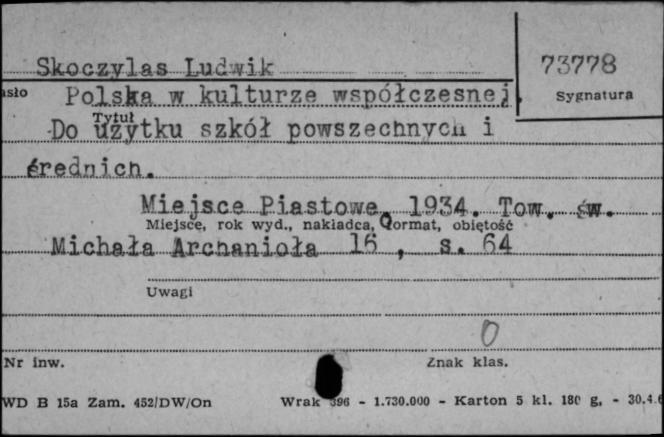 Skoczylas Ludwik
73778
asło Polska w kulturze współczesnej.
Sygnatura
Tytuł
Do użytku szkół powszechnych i
średnich.
Miejsce Piastowe, 1934. Tow. św.
Miejsce, rok wyd., nakładca, format, objętość
Michała Archanioła 16°, s. 64
Uwagi
0
Nr inw.
Znak klas.
WD B 15a Zam. 452/DW/On Wrak 396 - 1.730.000 - Karton 5 kl. 180 g, - 30.4.6